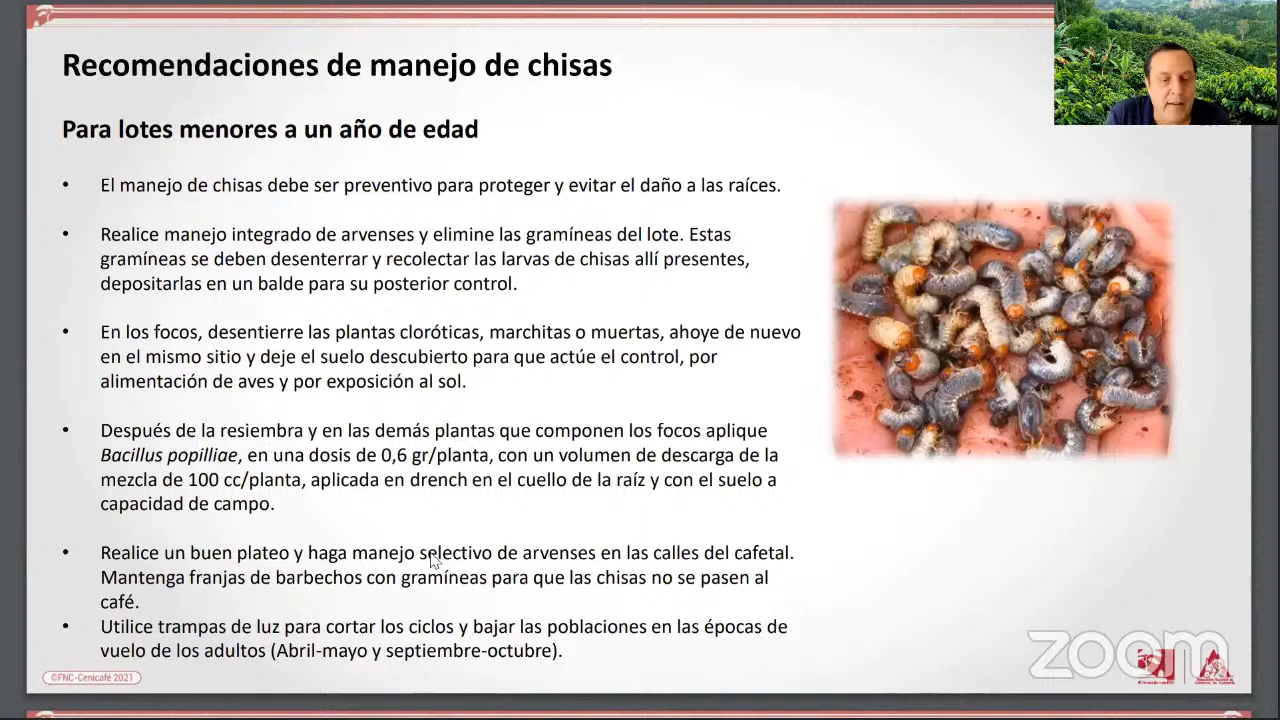 Recomendaciones de manejo de chisas
Para lotes menores a un año de edad
• El manejo de chisas debe ser preventivo para proteger y evitar el daño a las raíces.
• Realice manejo integrado de arvenses y elimine las gramíneas del lote. Estas
gramíneas se deben desenterrar y recolectar las larvas de chisas allí presentes,
depositarlas en un balde para su posterior control.
• En los focos, desentierre las plantas cloróticas, marchitas o muertas, ahoye de nuevo
en el mismo sitio y deje el suelo descubierto para que actúe el control, por
alimentación de aves y por exposición al sol.
• Después de la resiembra y en las demás plantas que componen los focos aplique
Bacillus popilliae, en una dosis de 0,6 gr/planta, con un volumen de descarga de la
mezcla de 100 cc/planta, aplicada en drench en el cuello de la raíz y con el suelo a
capacidad de campo.
• Realice un buen plateo y haga manejo selectivo de arvenses en las calles del cafetal.
Mantenga franjas de barbechos con gramíneas para que las chisas no se pasen al
café.
• Utilice trampas de luz para cortar los ciclos y bajar las poblaciones en las épocas de
vuelo de los adultos (Abril-mayo y septiembre-octubre).
©FNC-Cenicafé 2021
zoom
Cenicafé